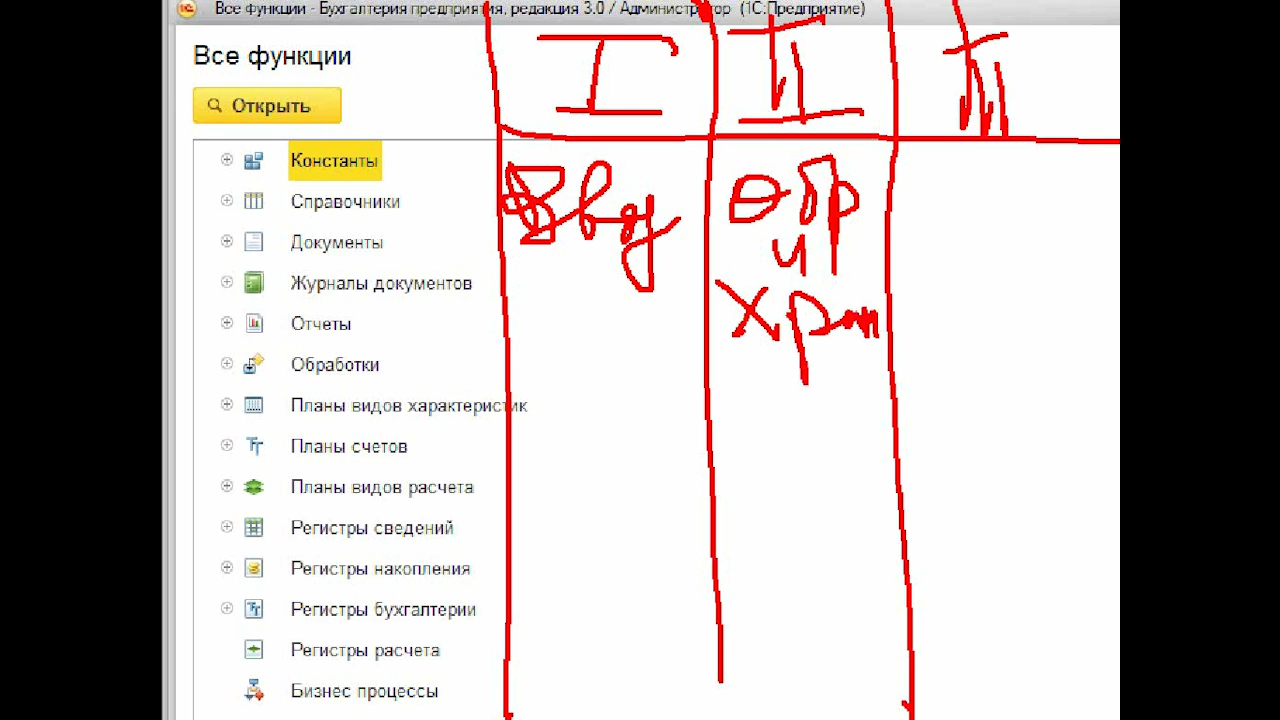 Все функции - Бухгалтерия предприятия, редакция 3.0 / Администратор (1С:Предприятие)
Все функции
Открыть
I II III
Константы
Справочники
Документы
Журналы документов
Отчеты
Обработки
Планы видов характеристик
Планы счетов
Планы видов расчета
Регистры сведений
Регистры накопления
Регистры бухгалтерии
Регистры расчета
Бизнес процессы
Обр
и
Хран